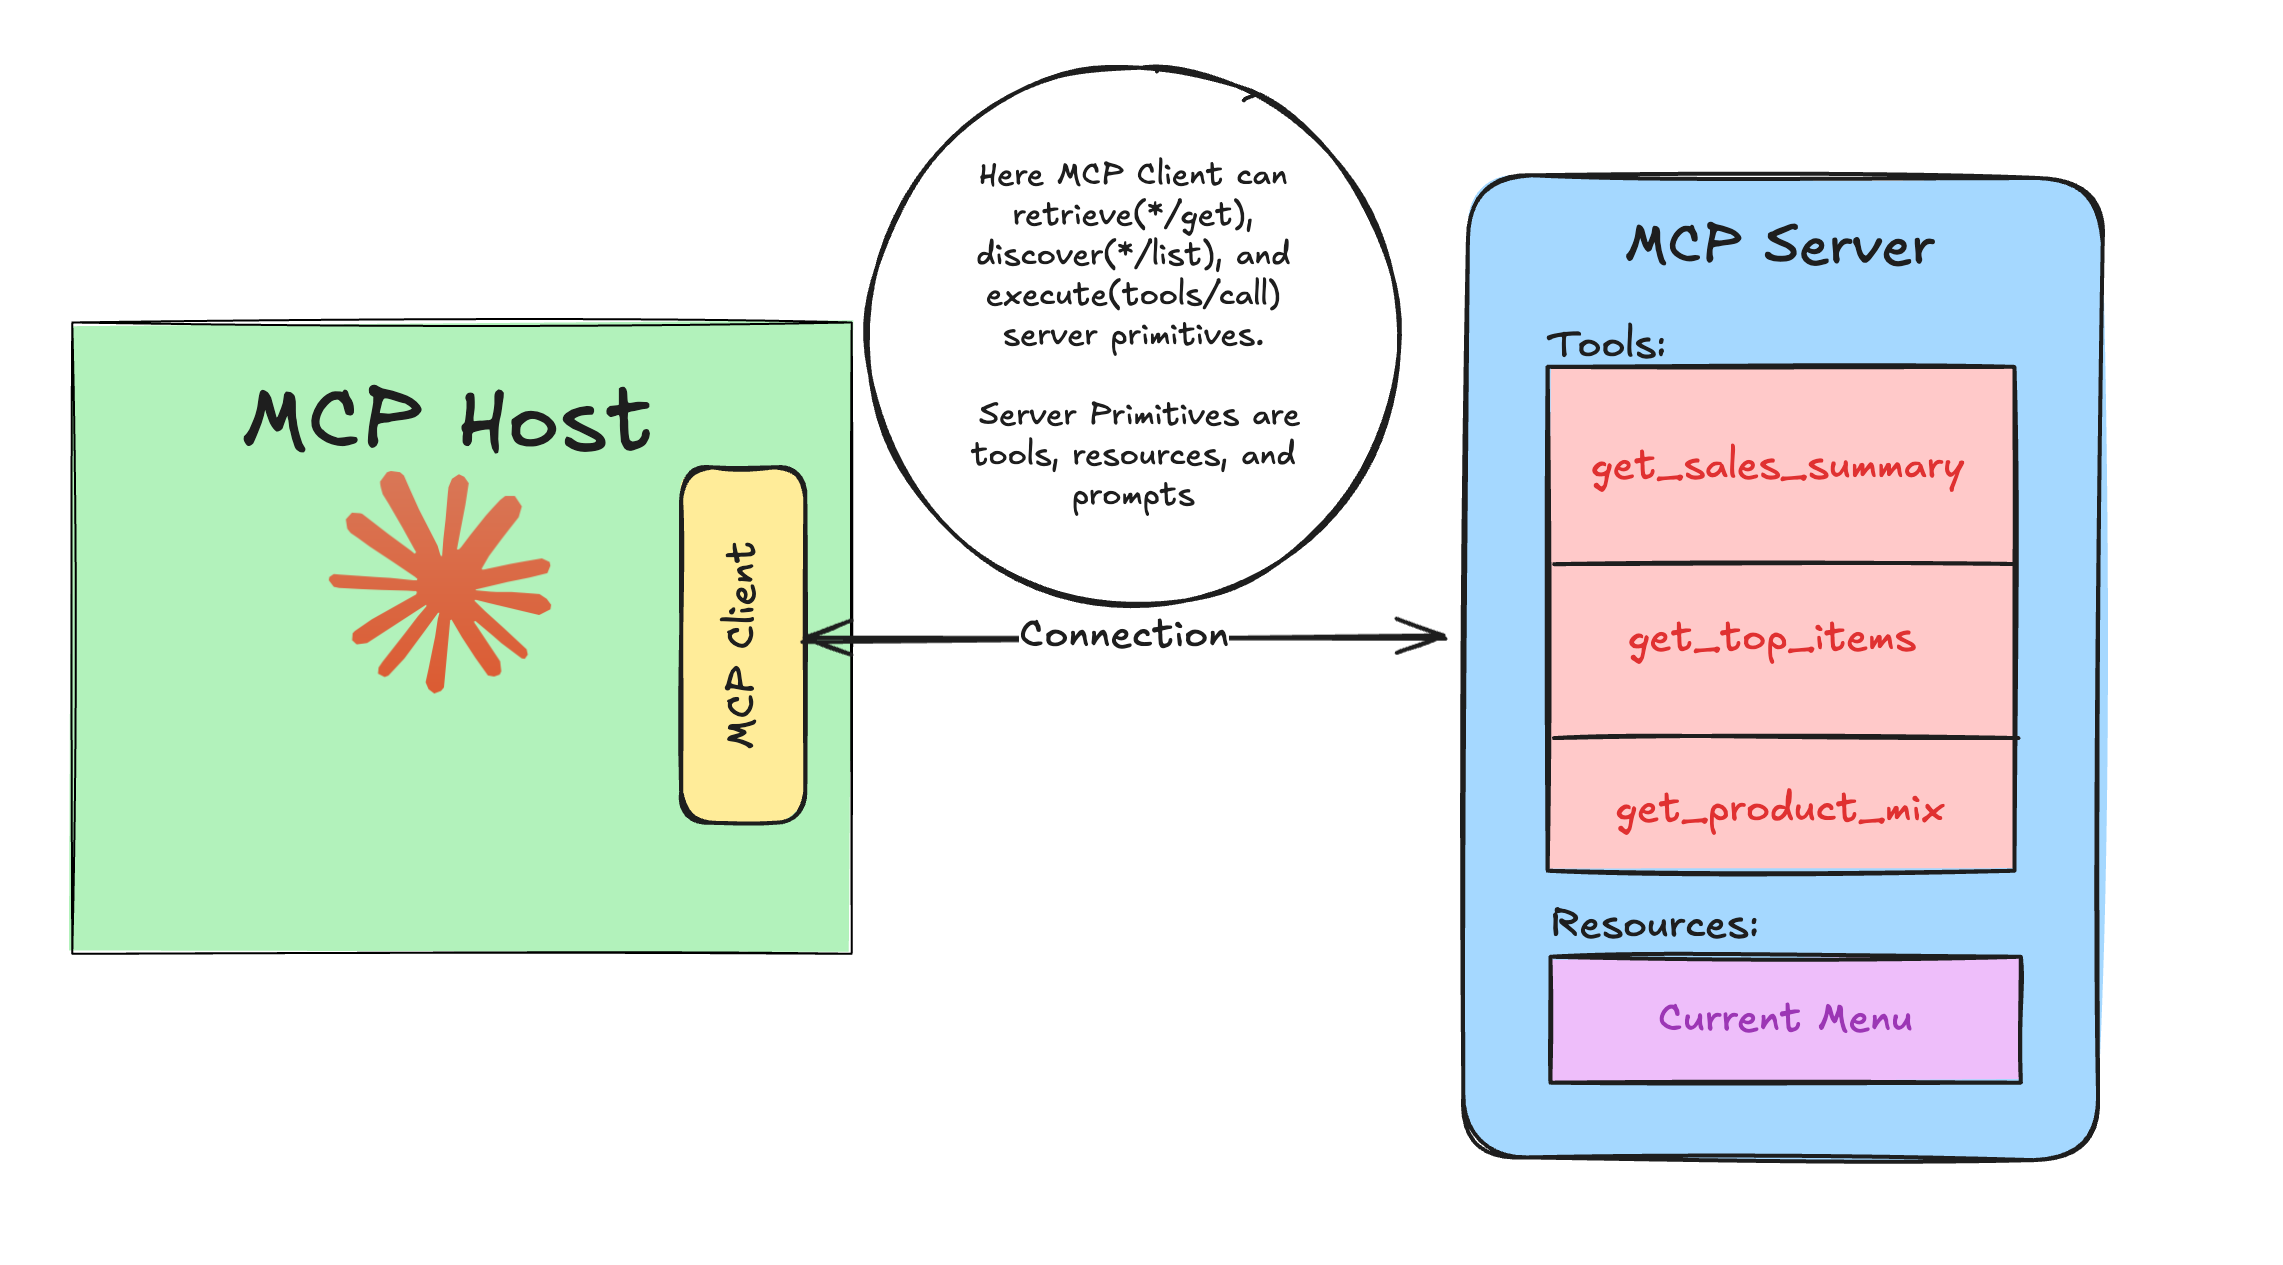 MCP Host
MCP Client
Here MCP Client can
retrieve(*/get),
discover(*/list), and
execute(tools/call)
server primitives.
Server Primitives are
tools, resources, and
prompts
Connection
MCP Server
Tools:
get_sales_summary
get_top_items
get_product_mix
Resources:
Current Menu